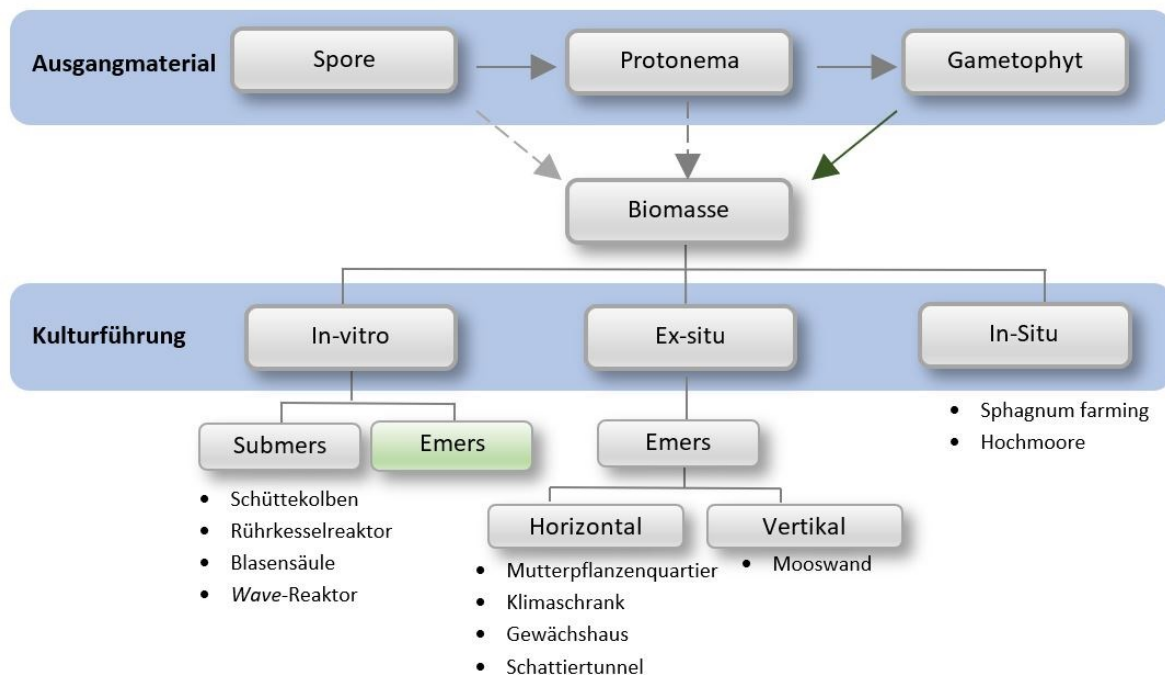 Ausgangmaterial
Spore
Protonema
Gametophyt
Biomasse
Kulturführung
In-vitro
Ex-situ
In-Situ
Submers
Emers
Emers
• Sphagnum farming
• Hochmoore
• Schüttekolben
• Rührkesselreaktor
• Blasensäule
• Wave-Reaktor
Horizontal
Vertikal
• Mutterpflanzenquartier
• Klimaschrank
• Gewächshaus
• Schattiertunnel
• Mooswand